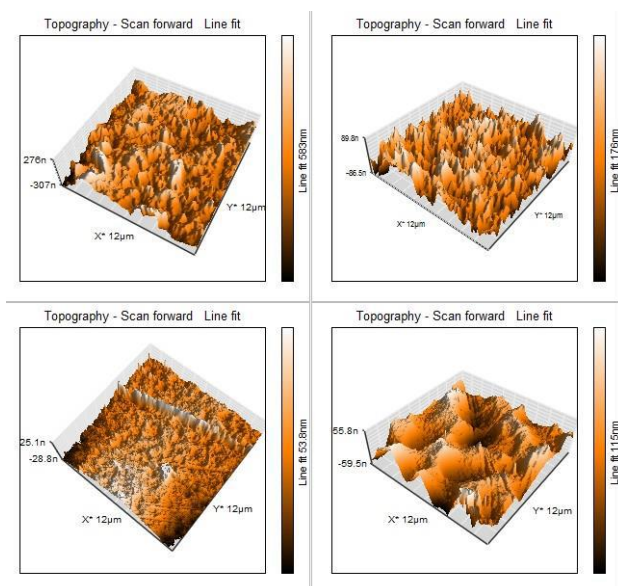 Topography - Scan forward Line fit
276n
-307n
X* 12µm
Y* 12µm
Line fit 583nm
Topography - Scan forward Line fit
89.8n
-86.5n
X* 12µm
Y* 12µm
Line fit 176nm
Topography - Scan forward Line fit
25.1n
-28.8n
X* 12µm
Y* 12µm
Line fit 53.8nm
Topography - Scan forward Line fit
55.8n
-59.5n
X* 12µm
Y* 12µm
Line fit 115nm